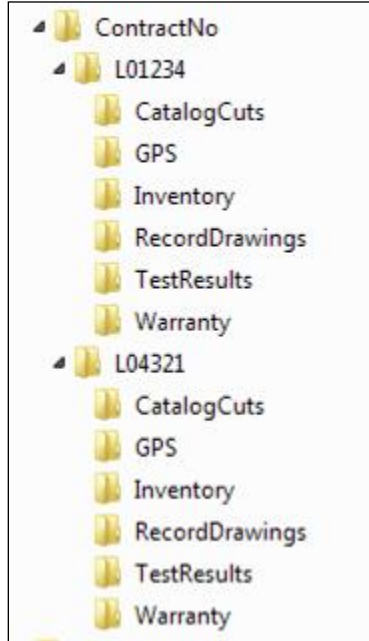 ContractNo
L01234
CatalogCuts
GPS
Inventory
RecordDrawings
TestResults
Warranty
L04321
CatalogCuts
GPS
Inventory
RecordDrawings
TestResults
Warranty